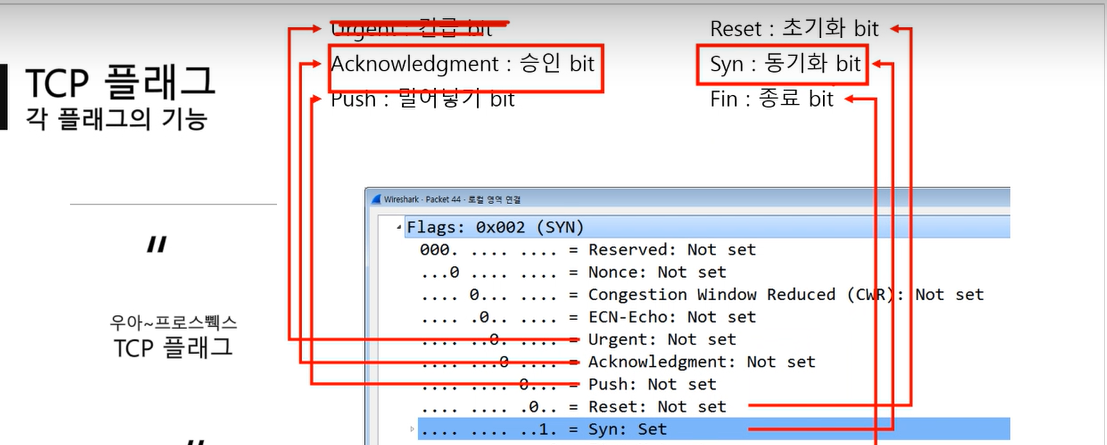 Urgent : 긴급 bit
Reset : 초기화 bit
Acknowledgment : 승인 bit
Syn : 동기화 bit
Push : 밀어넣기 bit
Fin : 종료 bit
TCP 플래그
각 플래그의 기능
"
우아~프로스펙스
TCP 플래그
"
Wireshark · Packet 44 · 로컬 영역 연결
Flags: 0x002 (SYN)
000. .... .... = Reserved: Not set
...0 .... .... = Nonce: Not set
.... 0... .... = Congestion Window Reduced (CWR): Not set
.... .0.. .... = ECN-Echo: Not set
.... ..0. .... = Urgent: Not set
.... ...0 .... = Acknowledgment: Not set
.... .... 0... = Push: Not set
.... .... .0.. = Reset: Not set
.... .... ..1. = Syn: Set